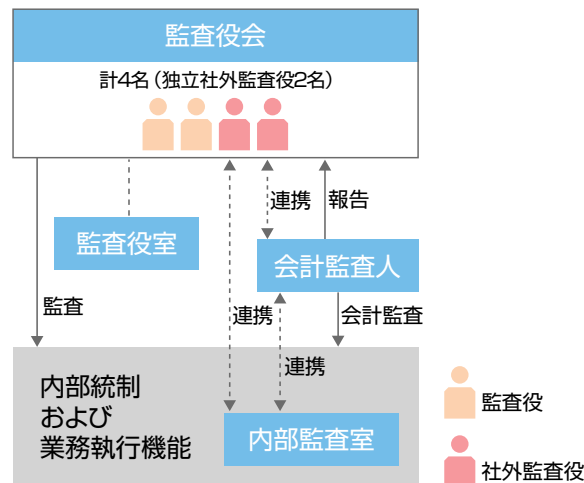 監査役会
計4名（独立社外監査役2名）
連携
報告
監査役室
会計監査人
監査
連携
会計監査
連携
内部統制
および
業務執行機能
内部監査室
監査役
社外監査役